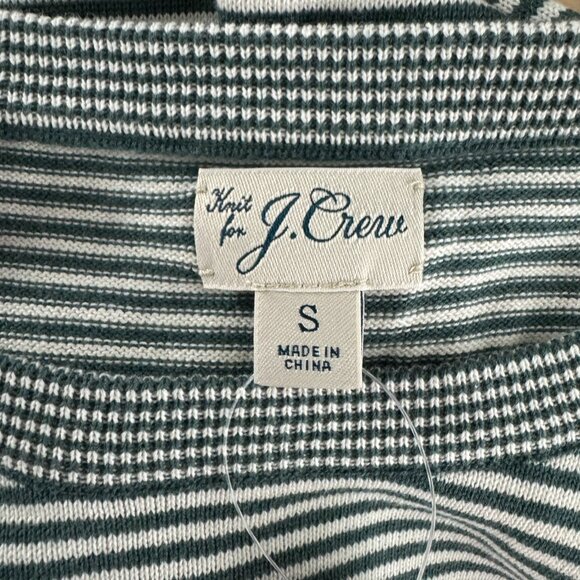 Knit
for J.Crew
S
MADE IN
CHINA